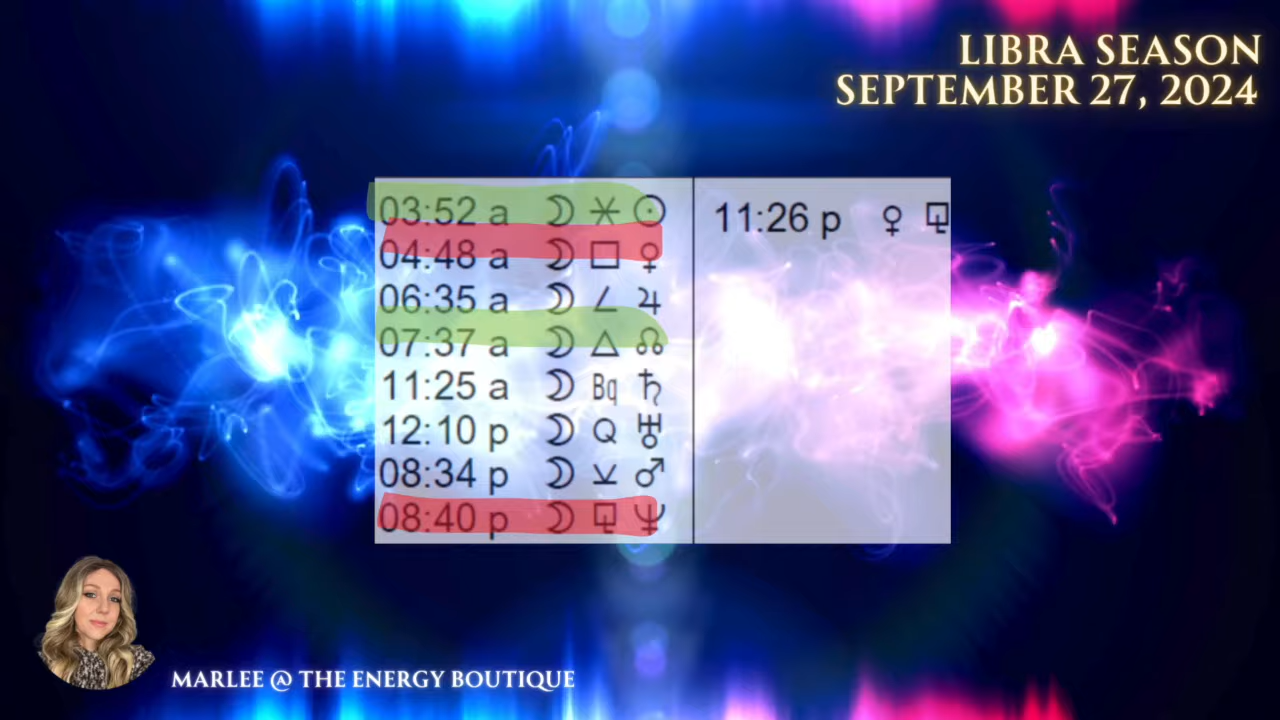 LIBRA SEASON
SEPTEMBER 27, 2024
03:52 a ☽ ⚹ ☉
04:48 a ☽ □ ♀
06:35 a ☽ ∠ ♃
07:37 a ☽ △ ☊
11:25 a ☽ Bq ♄
12:10 p ☽ Q ♅
08:34 p ☽ ⚺ ♂
08:40 p ☽ ⚼ ♆
11:26 p ♀ ⚼
MARLEE @ THE ENERGY BOUTIQUE